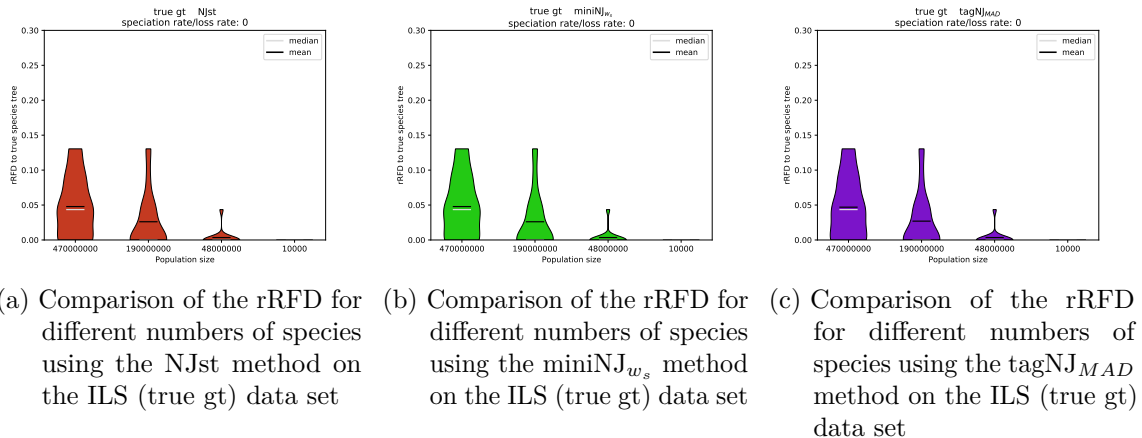 true gt NJst
speciation rate/loss rate: 0
median
mean
0.30
0.25
0.20
0.15
0.10
0.05
0.00
rRFD to true species tree
470000000 190000000 48000000 10000
Population size
true gt miniNJ_{w_s}
speciation rate/loss rate: 0
median
mean
0.30
0.25
0.20
0.15
0.10
0.05
0.00
rRFD to true species tree
470000000 190000000 48000000 10000
Population size
true gt tagNJ_{MAD}
speciation rate/loss rate: 0
median
mean
0.30
0.25
0.20
0.15
0.10
0.05
0.00
rRFD to true species tree
470000000 190000000 48000000 10000
Population size
a) Comparison of the rRFD for
different numbers of species
using the NJst method on
the ILS (true gt) data set
(b) Comparison of the rRFD for
different numbers of species
using the miniNJ_{w_s} method
on the ILS (true gt) data set
(c) Comparison of the rRFD
for different numbers of
species using the tagNJ_{MAD}
method on the ILS (true gt)
data set